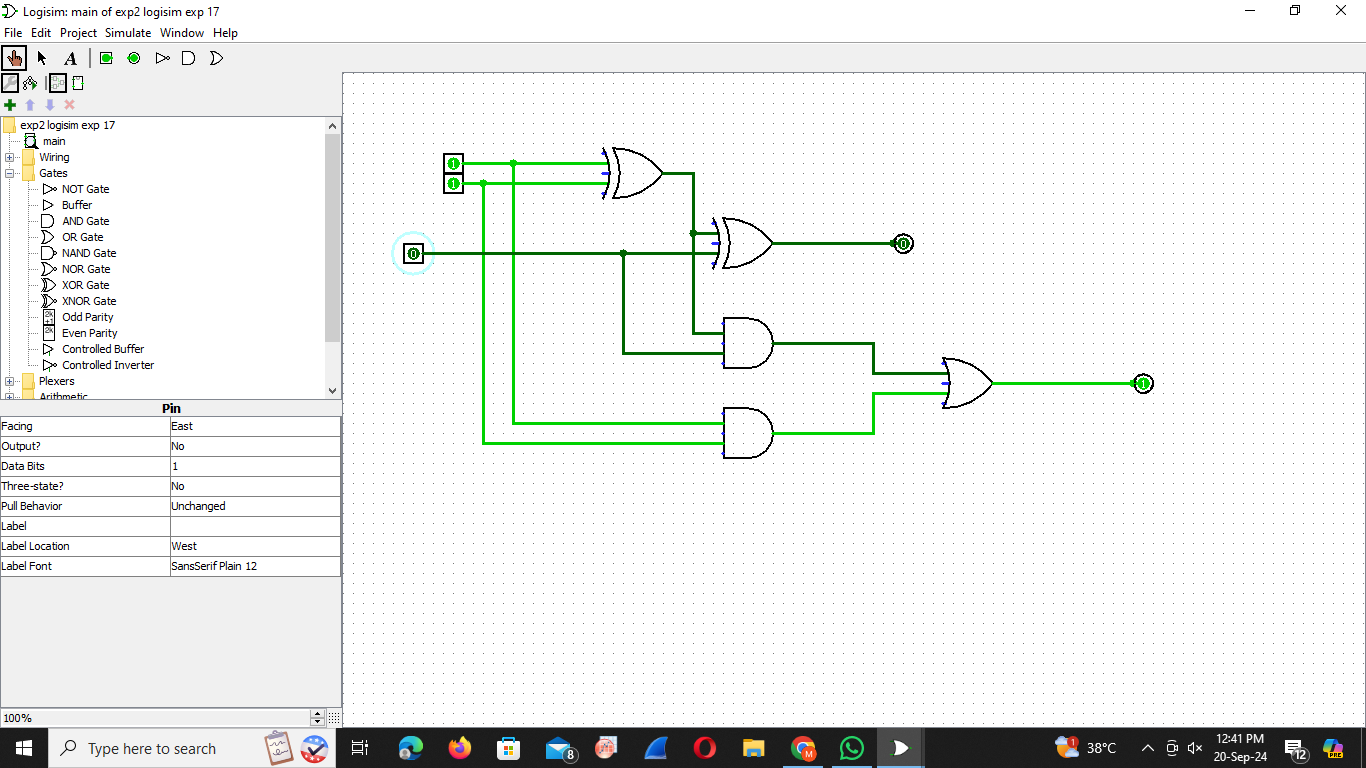 Logisim: main of exp2 logisim exp 17
File Edit Project Simulate Window Help
A
exp2 logisim exp 17
main
Wiring
Gates
NOT Gate
Buffer
AND Gate
OR Gate
NAND Gate
NOR Gate
XOR Gate
XNOR Gate
Odd Parity
Even Parity
Controlled Buffer
Controlled Inverter
Plexers
Arithmetic
Pin
Facing East
Output? No
Data Bits 1
Three-state? No
Pull Behavior Unchanged
Label
Label Location West
Label Font SansSerif Plain 12
100%
1
1
0
0
1
Type here to search
8
M
1
38°C
12:41 PM
20-Sep-24
12
PRE